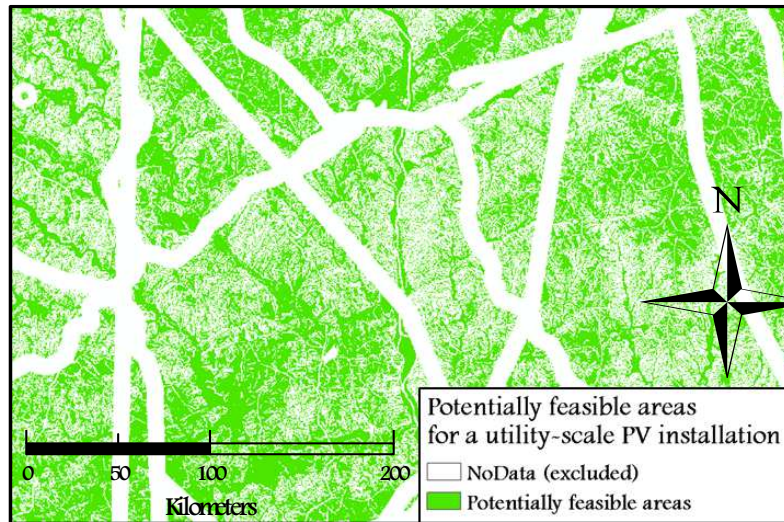 N
Potentially feasible areas
for a utility-scale PV installation
NoData (excluded)
Potentially feasible areas
0 50 100 200
Kilometers